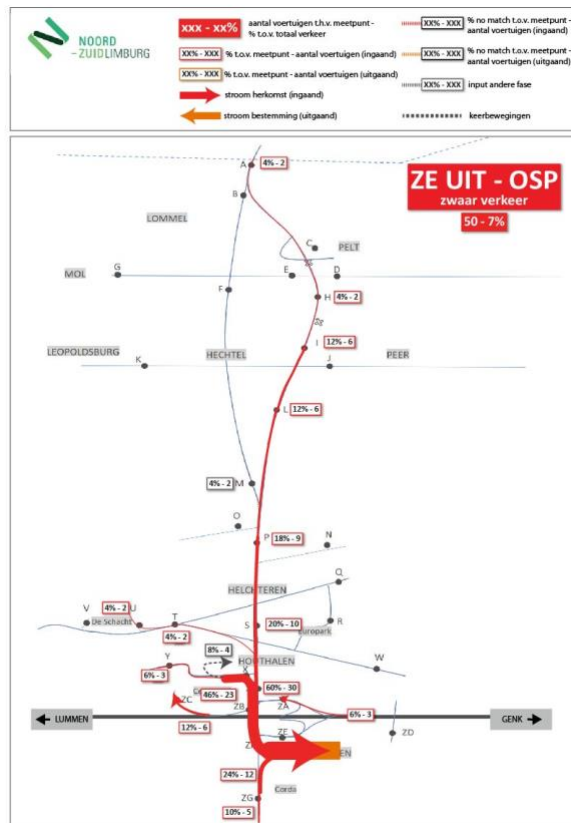 NOORD
-ZUIDLIMBURG
xxx - xx%
aantal voertuigen t.h.v. meetpunt -
% t.o.v. totaal verkeer
XX% - XXX
% t.o.v. meetpunt - aantal voertuigen (ingaand)
XX% - XXX
% t.o.v. meetpunt - aantal voertuigen (uitgaand)
stroom herkomst (ingaand)
stroom bestemming (uitgaand)
XX% - XXX
% no match t.o.v. meetpunt
- aantal voertuigen (ingaand)
XX% - XXX
% no match t.o.v. meetpunt
- aantal voertuigen (uitgaand)
XX% - XXX
input andere fase
keerbewegingen
ZE UIT - OSP
zwaar verkeer
50 - 7%
A
4% - 2
B
LOMMEL
C
PELT
MOL
G
E
D
F
H
4% - 2
I
12% - 6
LEOPOLDSBURG
K
HECHTEL
J
PEER
L
12% - 6
4% - 2
M
O
P
18% - 9
N
HELCHTEREN
Q
4% - 2
V
De Schacht
U
T
S
20% - 10
R
Europark
4% - 2
8% - 4
HOUTHALEN
Y
W
6% - 3
X
46% - 23
60% - 30
ZC
ZB
ZA
6% - 3
LUMMEN
GENK
12% - 6
ZE
ZD
EN
24% - 12
Corda
ZG
10% - 5